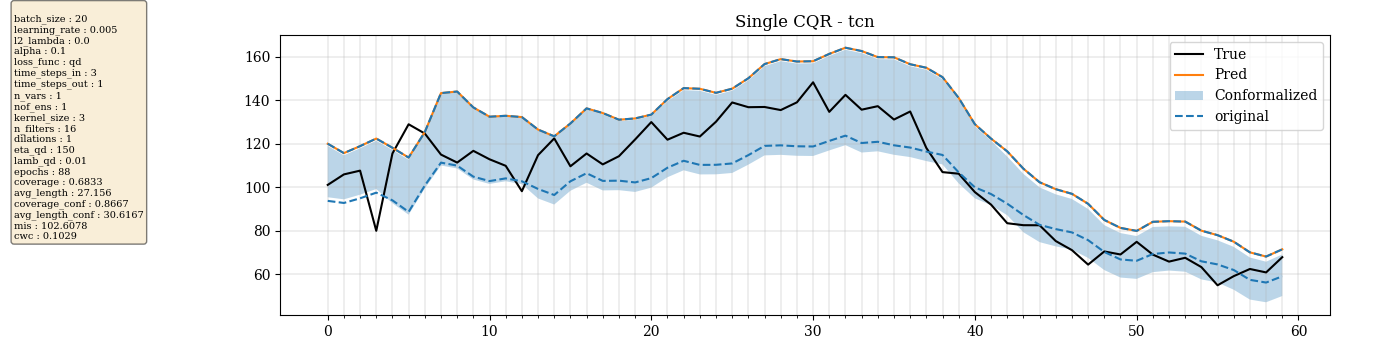 batch_size : 20
learning_rate : 0.005
l2_lambda : 0.0
alpha : 0.1
loss_func : qd
time_steps_in : 3
time_steps_out : 1
n_vars : 1
nof_ens : 1
kernel_size : 3
n_filters : 16
dilations : 1
eta_qd : 150
lamb_qd : 0.01
epochs : 88
coverage : 0.6833
avg_length : 27.156
coverage_conf : 0.8667
avg_length_conf : 30.6167
mis : 102.6078
cwc : 0.1029
Single CQR - tcn
160
140
120
100
80
60
True
Pred
Conformalized
original
0 10 20 30 40 50 60